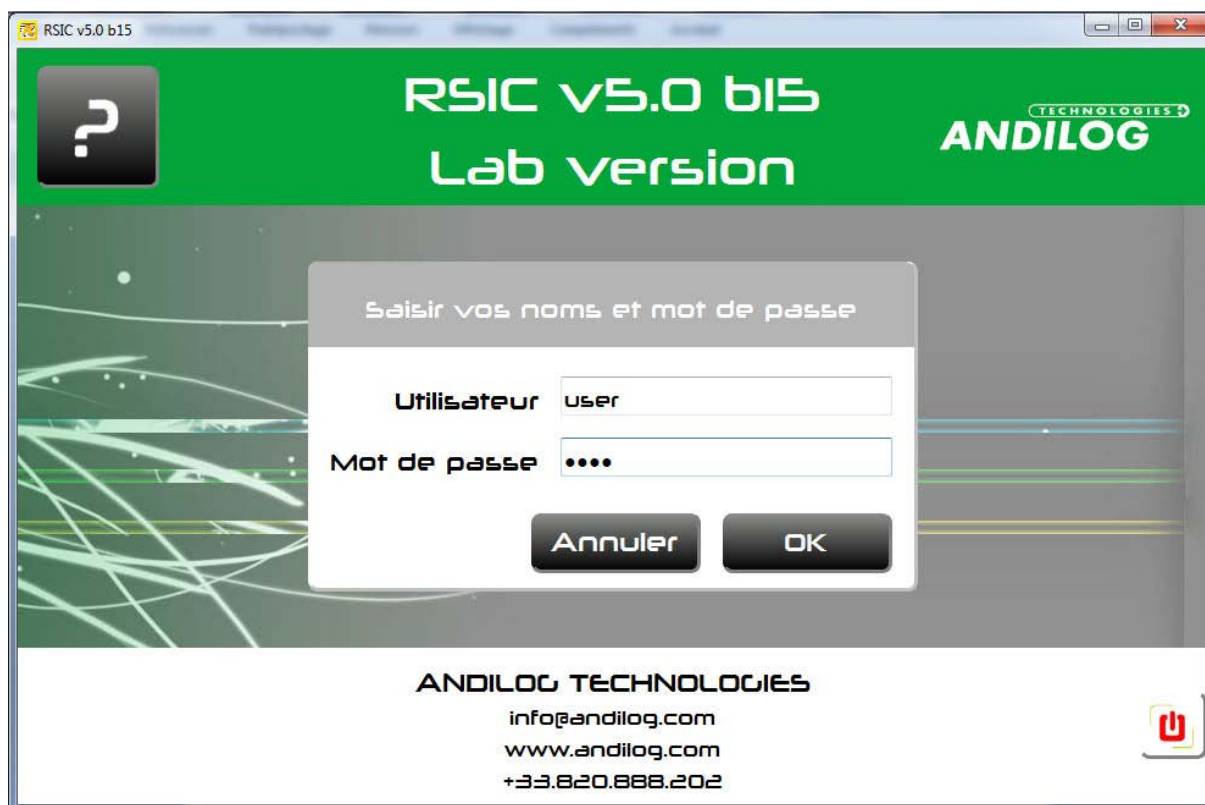 RSIC v5.0 b15
?
RSIC v5.0 b15
Lab version
TECHNOLOGIES
ANDILOG
Saisir vos noms et mot de passe
Utilisateur user
Mot de passe ••••
Annuler OK
ANDILOG TECHNOLOGIES
info@andilog.com
www.andilog.com
+33.820.888.202